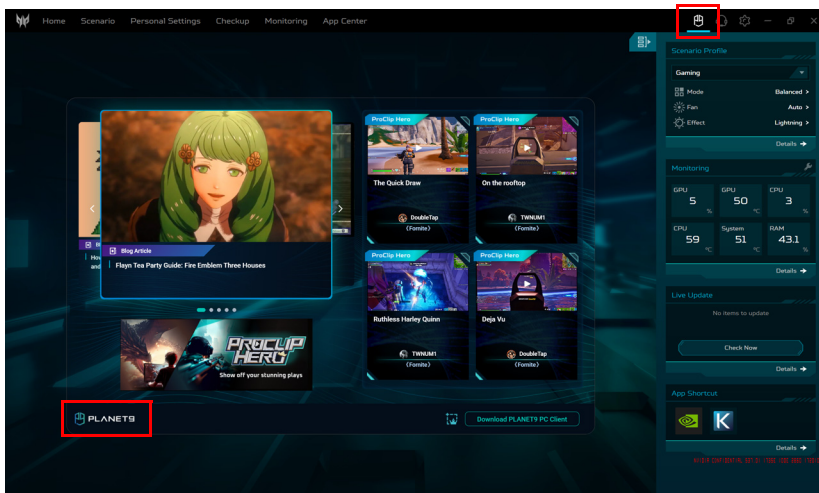 Home Scenario Personal Settings Checkup Monitoring App Center
Scenario Profile
Gaming
Mode Balanced >
Fan Auto >
Effect Lightning >
Details
Monitoring
GPU 5 %
GPU 50 °C
CPU 3 %
CPU 59 °C
System 51 °C
RAM 43.1 %
Details
Live Update
No items to update
Check Now
Details
App Shortcut
K
Details
Blog Article
Flayn Tea Party Guide: Fire Emblem Three Houses
ProClip Hero
The Quick Draw
DoubleTap
(Fornite)
ProClip Hero
On the rooftop
TWNUM1
(Fornite)
ProClip Hero
Ruthless Harley Quinn
TWNUM1
(Fornite)
ProClip Hero
Deja Vu
DoubleTap
(Fornite)
PROCLIP
HERO
Show off your stunning plays
PLANET9
Download PLANET9 PC Client